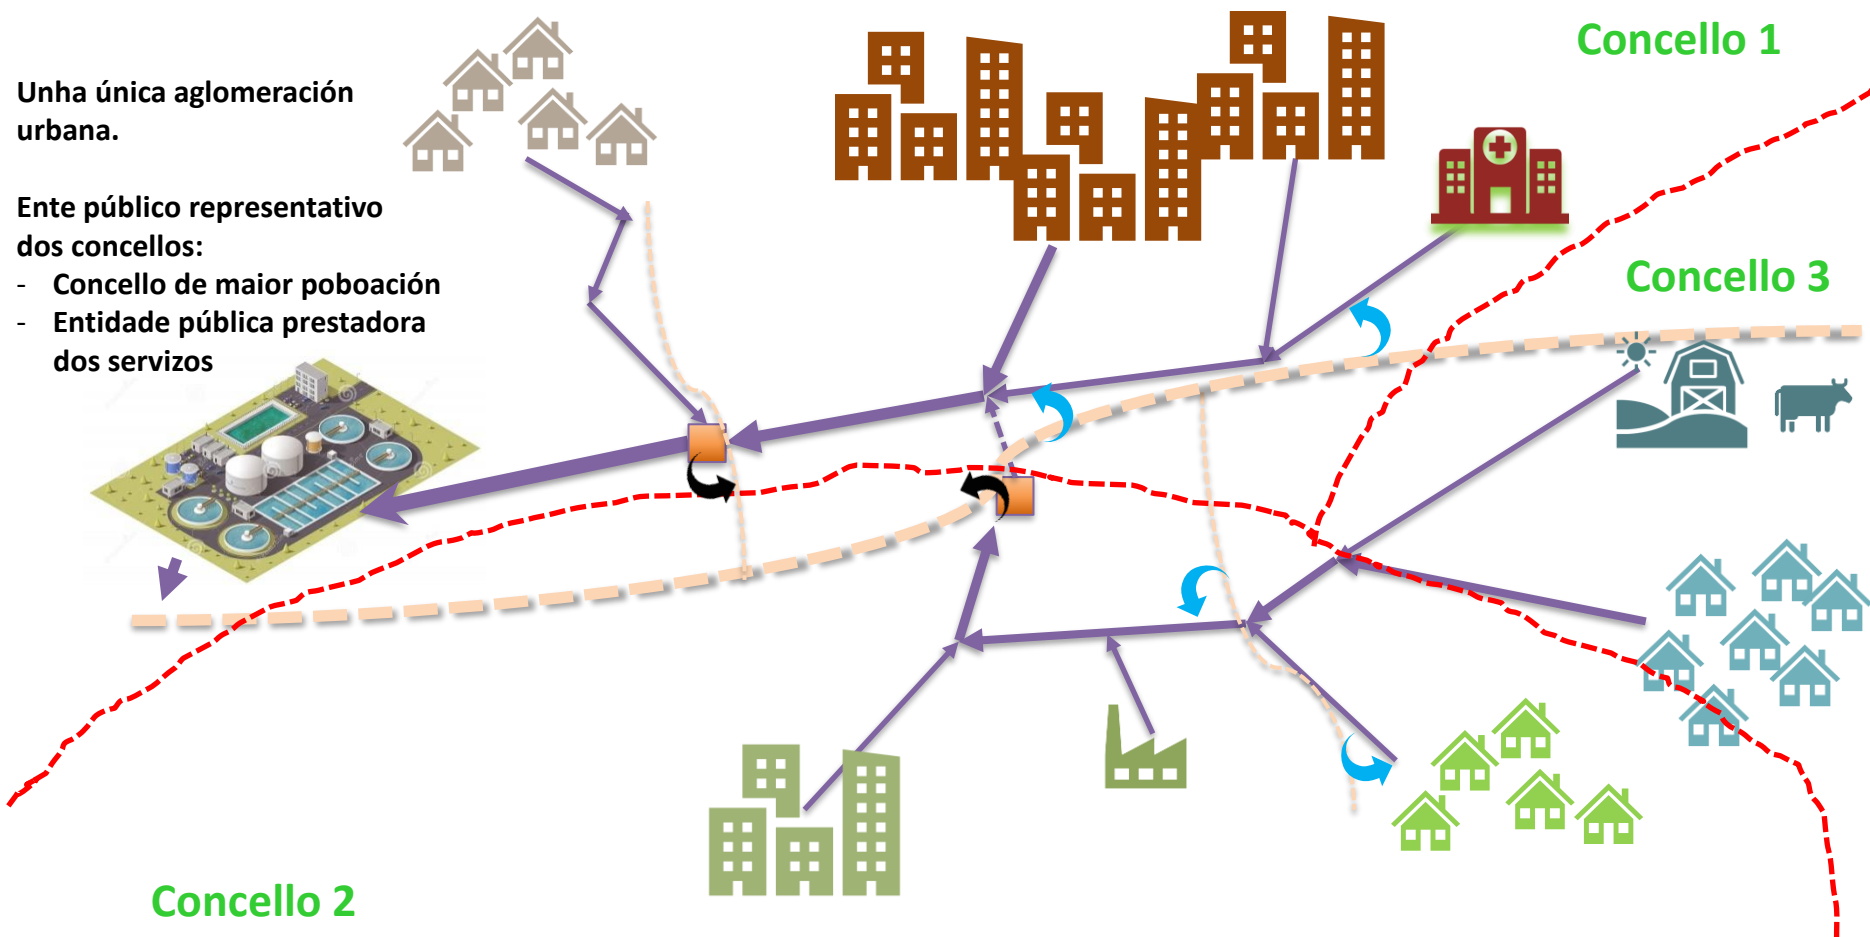 Concello 1
Unha única aglomeración
urbana.
Ente público representativo
dos concellos:
- Concello de maior poboación
- Entidade pública prestadora
dos servizos
Concello 3
Concello 2